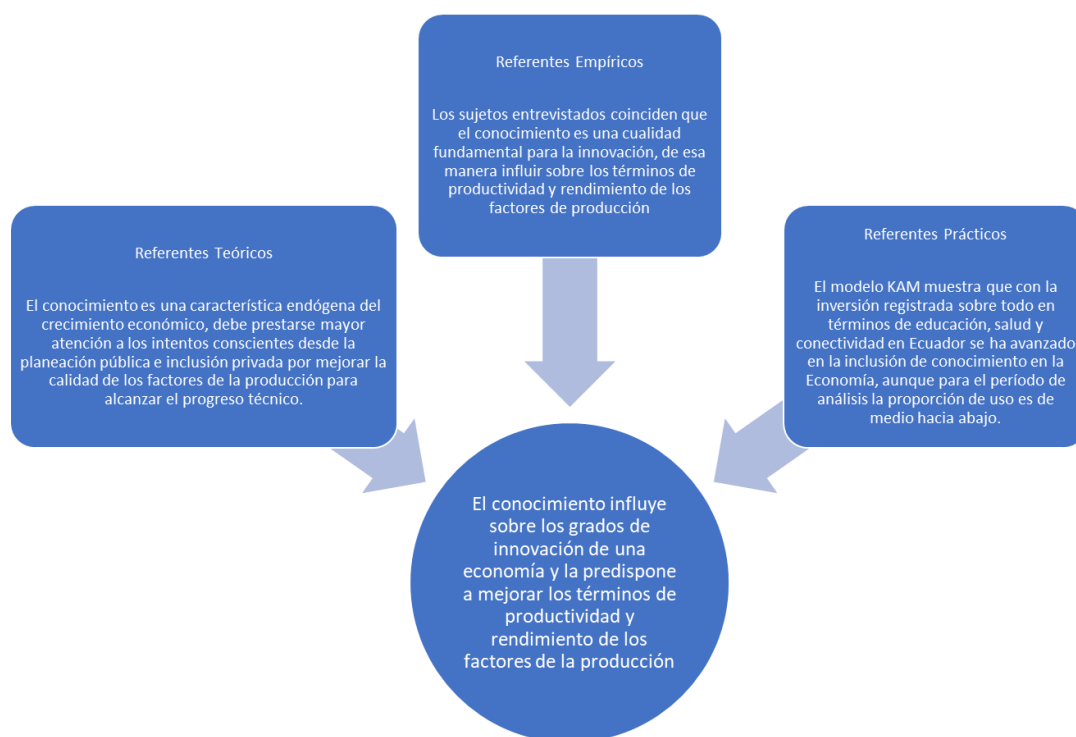 Referentes Empíricos
Los sujetos entrevistados coinciden que
el conocimiento es una cualidad
fundamental para la innovación, de esa
manera influir sobre los términos de
productividad y rendimiento de los
factores de producción
Referentes Teóricos
El conocimiento es una característica endógena del
crecimiento económico, debe prestarse mayor
atención a los intentos conscientes desde la
planeación pública e inclusión privada por mejorar la
calidad de los factores de la producción para
alcanzar el progreso técnico.
Referentes Prácticos
El modelo KAM muestra que con la
inversión registrada sobre todo en
términos de educación, salud y
conectividad en Ecuador se ha avanzado
en la inclusión de conocimiento en la
Economía, aunque para el período de
análisis la proporción de uso es de
medio hacia abajo.
El conocimiento influye
sobre los grados de
innovación de una
economía y la predispone
a mejorar los términos de
productividad y
rendimiento de los
factores de la producción